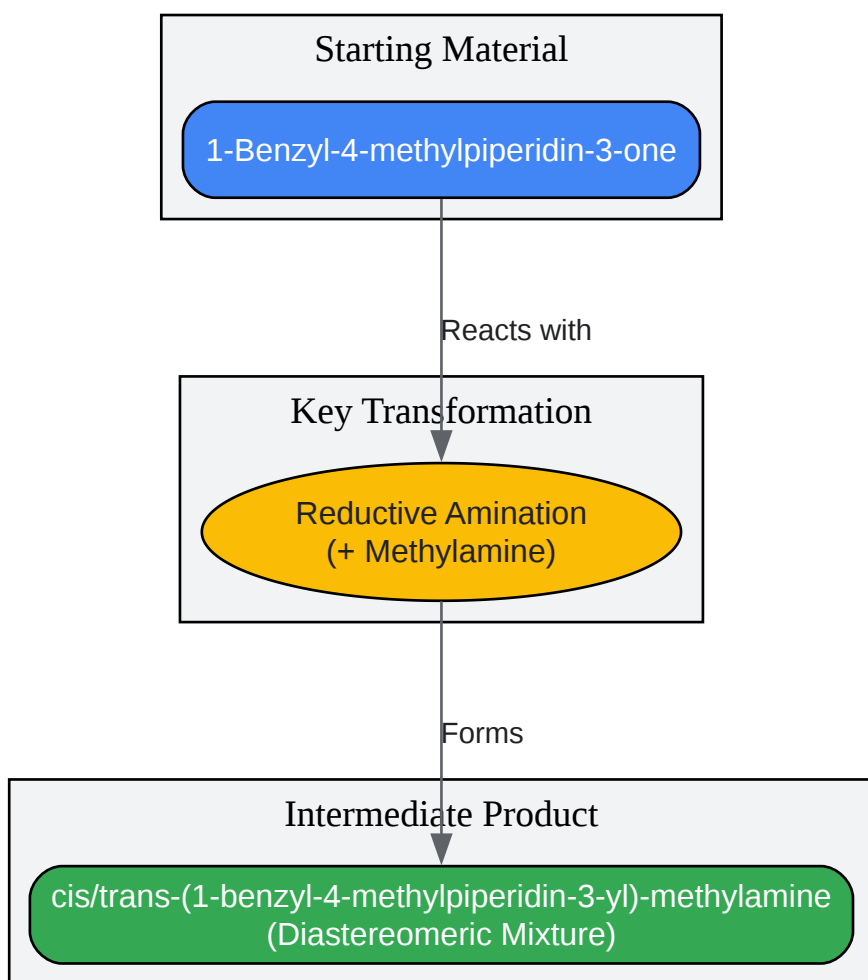 Starting Material
1-Benzyl-4-methylpiperidin-3-one
Reacts with
Key Transformation
Reductive Amination
(+ Methylamine)
Forms
Intermediate Product
cis/trans-(1-benzyl-4-methylpiperidin-3-yl)-methylamine
(Diastereomeric Mixture)